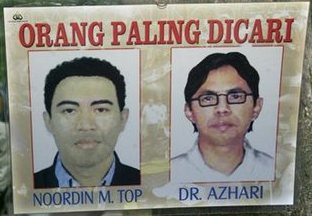 ORANG PALING DICARI
NOORDIN M. TOP
DR. AZHARI